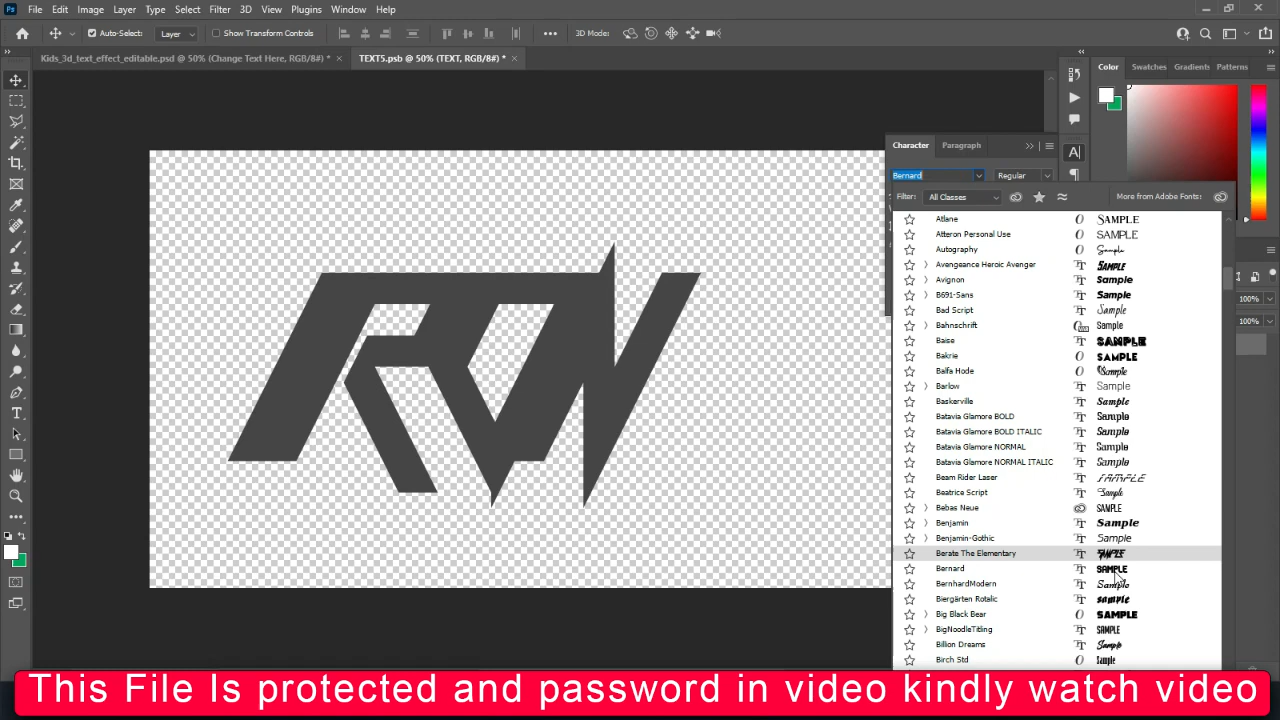 Ps File Edit Image Layer Type Select Filter 3D View Plugins Window Help
Auto-Select: Layer Show Transform Controls 3D Mode:
Kids_3d_text_effect_editable.psd @ 50% (Change Text Here, RGB/8#) * × TEXT5.psb @ 50% (TEXT, RGB/8#) * ×
Color Swatches Gradients Patterns
Character Paragraph
Bernard Regular
Filter: All Classes More from Adobe Fonts:
Atlane SAMPLE
Atteron Personal Use SAMPLE
Autography Sample
Avengeance Heroic Avenger SAMPLE
Avignon Sample
B691-Sans Sample
Bad Script Sample
Bahnschrift Sample
Baise SAMPLE
Bakrie SAMPLE
Balfa Hode Sample
Barlow Sample
Baskerville Sample
Batavia Glamore BOLD Sample
Batavia Glamore BOLD ITALIC Sample
Batavia Glamore NORMAL Sample
Batavia Glamore NORMAL ITALIC Sample
Beam Rider Laser SAMPLE
Beatrice Script Sample
Bebas Neue SAMPLE
Benjamin Sample
Benjamin-Gothic Sample
Berate The Elementary SAMPLE
Bernard SAMPLE
BernhardModern Sample
Biergärten Rotalic sample
Big Black Bear SAMPLE
BigNoodleTitling SAMPLE
Billion Dreams Sample
Birch Std Sample
100%
100%
This File Is protected and password in video kindly watch video